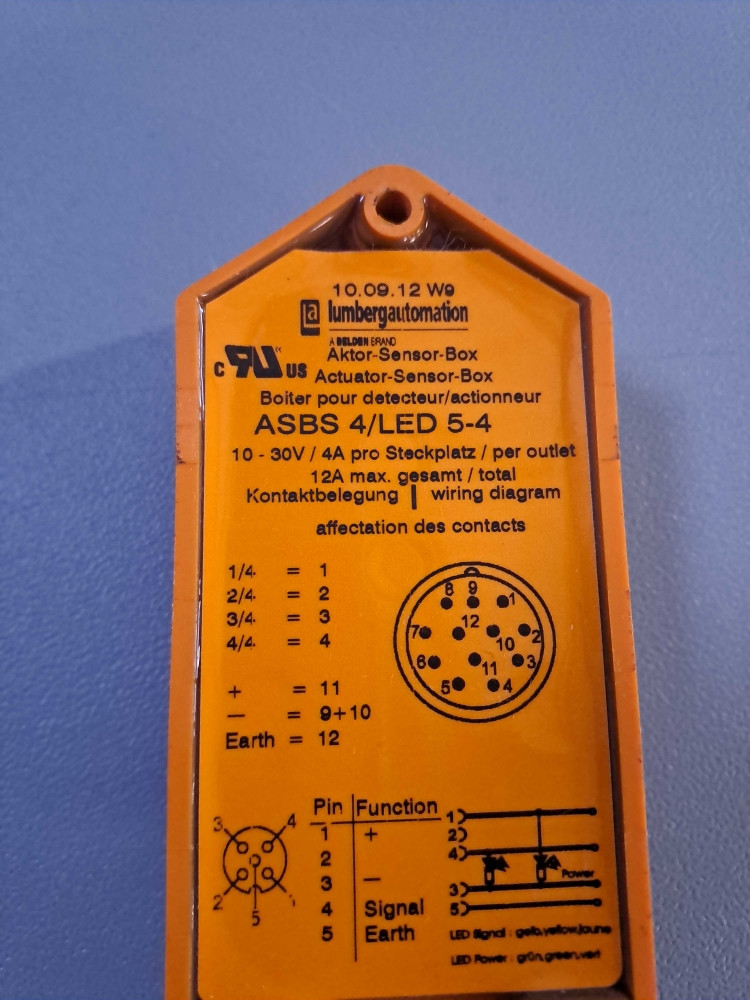 10.09.12 We
la lumbergautomation
A BELDEN BRAND
c RU US
Aktor-Sensor-Box
Actuator-Sensor-Box
Boiter pour detecteur/actionneur
ASBS 4/LED 5-4
10 - 30V / 4A pro Steckplatz / per outlet
12A max. gesamt / total
Kontaktbelegung | wiring diagram
affectation des contacts
1/4 = 1
2/4 = 2
3/4 = 3
4/4 = 4
+ = 11
— = 9+10
Earth = 12
8 9 1
7 12 10 2
6 11 3
5 4
3 4
2 5 1
Pin Function
1 +
2
3 —
4 Signal
5 Earth
1
2
4
Power
3
5
LED Signal : gelb,yellow,jaune
LED Power : grün,green,vert